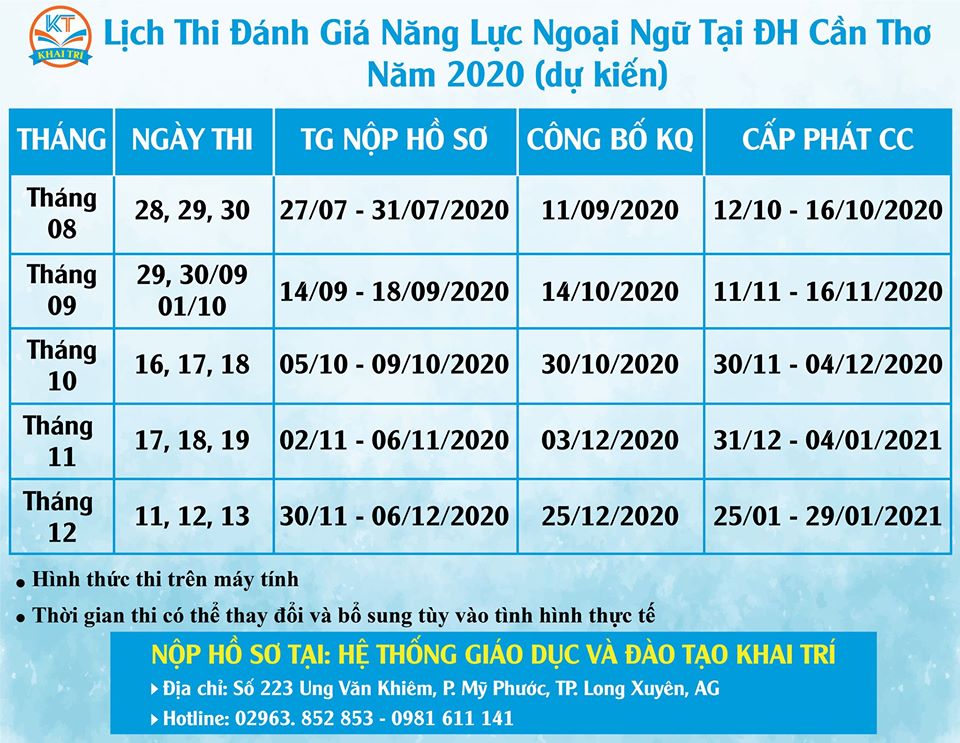 KT
KHAI TRI
Lịch Thi Đánh Giá Năng Lực Ngoại Ngữ Tại ĐH Cần Thơ
Năm 2020 (dự kiến)
THÁNG NGÀY THI TG NỘP HỒ SƠ CÔNG BỐ KQ CẤP PHÁT CC
Tháng 08 28, 29, 30 27/07 - 31/07/2020 11/09/2020 12/10 - 16/10/2020
Tháng 09 29, 30/09 01/10 14/09 - 18/09/2020 14/10/2020 11/11 - 16/11/2020
Tháng 10 16, 17, 18 05/10 - 09/10/2020 30/10/2020 30/11 - 04/12/2020
Tháng 11 17, 18, 19 02/11 - 06/11/2020 03/12/2020 31/12 - 04/01/2021
Tháng 12 11, 12, 13 30/11 - 06/12/2020 25/12/2020 25/01 - 29/01/2021
• Hình thức thi trên máy tính
• Thời gian thi có thể thay đổi và bổ sung tùy vào tình hình thực tế
NỘP HỒ SƠ TẠI: HỆ THỐNG GIÁO DỤC VÀ ĐÀO TẠO KHAI TRÍ
Địa chỉ: Số 223 Ung Văn Khiêm, P. Mỹ Phước, TP. Long Xuyên, AG
Hotline: 02963. 852 853 - 0981 611 141